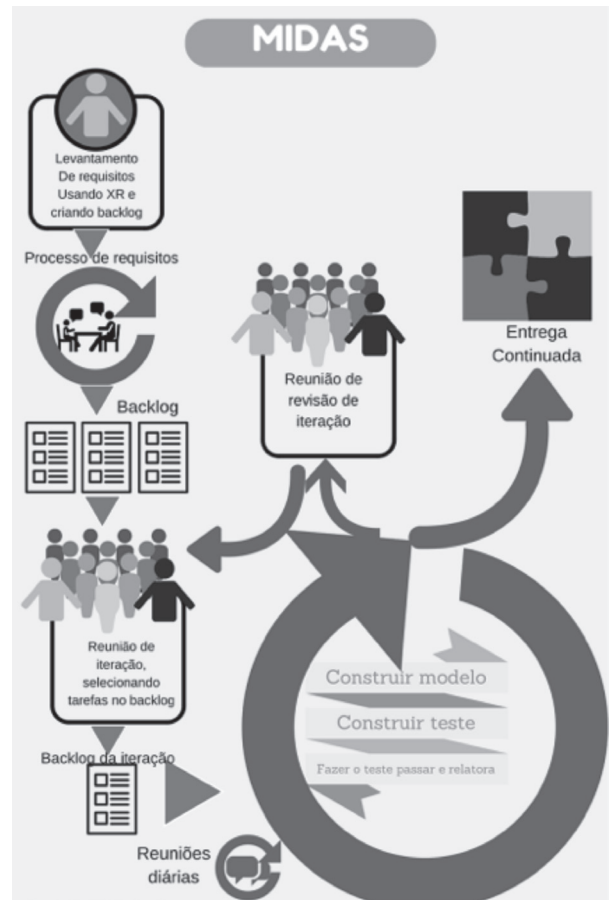 MIDAS
Levantamento
De requisitos
Usando XR e
criando backlog
Processo de requisitos
Backlog
Reunião de
iteração,
selecionando
tarefas no backlog
Backlog da iteração
Reuniões
diárias
Reunião de
revisão de
iteração
Entrega
Continuada
Construir modelo
Construir teste
Fazer o teste passar e relatora